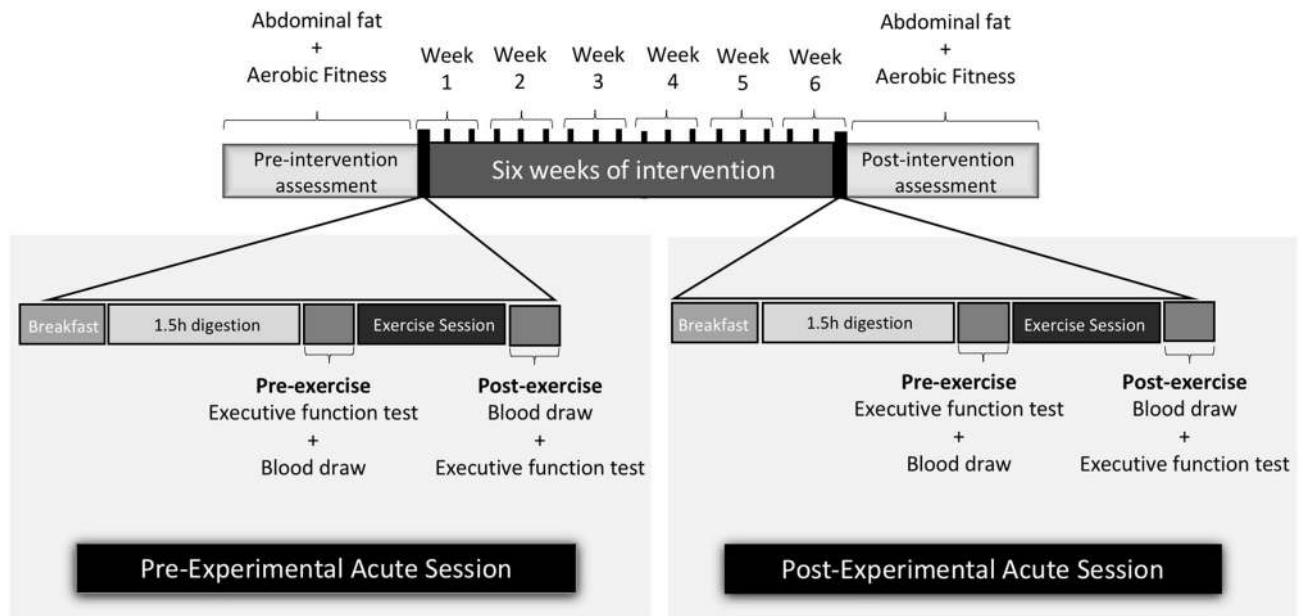 Abdominal fat
+
Aerobic Fitness
Week
1
Week
2
Week
3
Week
4
Week
5
Week
6
Abdominal fat
+
Aerobic Fitness
Pre-intervention
assessment
Six weeks of intervention
Post-intervention
assessment
Breakfast
1.5h digestion
Exercise Session
Pre-exercise
Executive function test
+
Blood draw
Post-exercise
Blood draw
+
Executive function test
Pre-Experimental Acute Session
Breakfast
1.5h digestion
Exercise Session
Pre-exercise
Executive function test
+
Blood draw
Post-exercise
Blood draw
+
Executive function test
Post-Experimental Acute Session